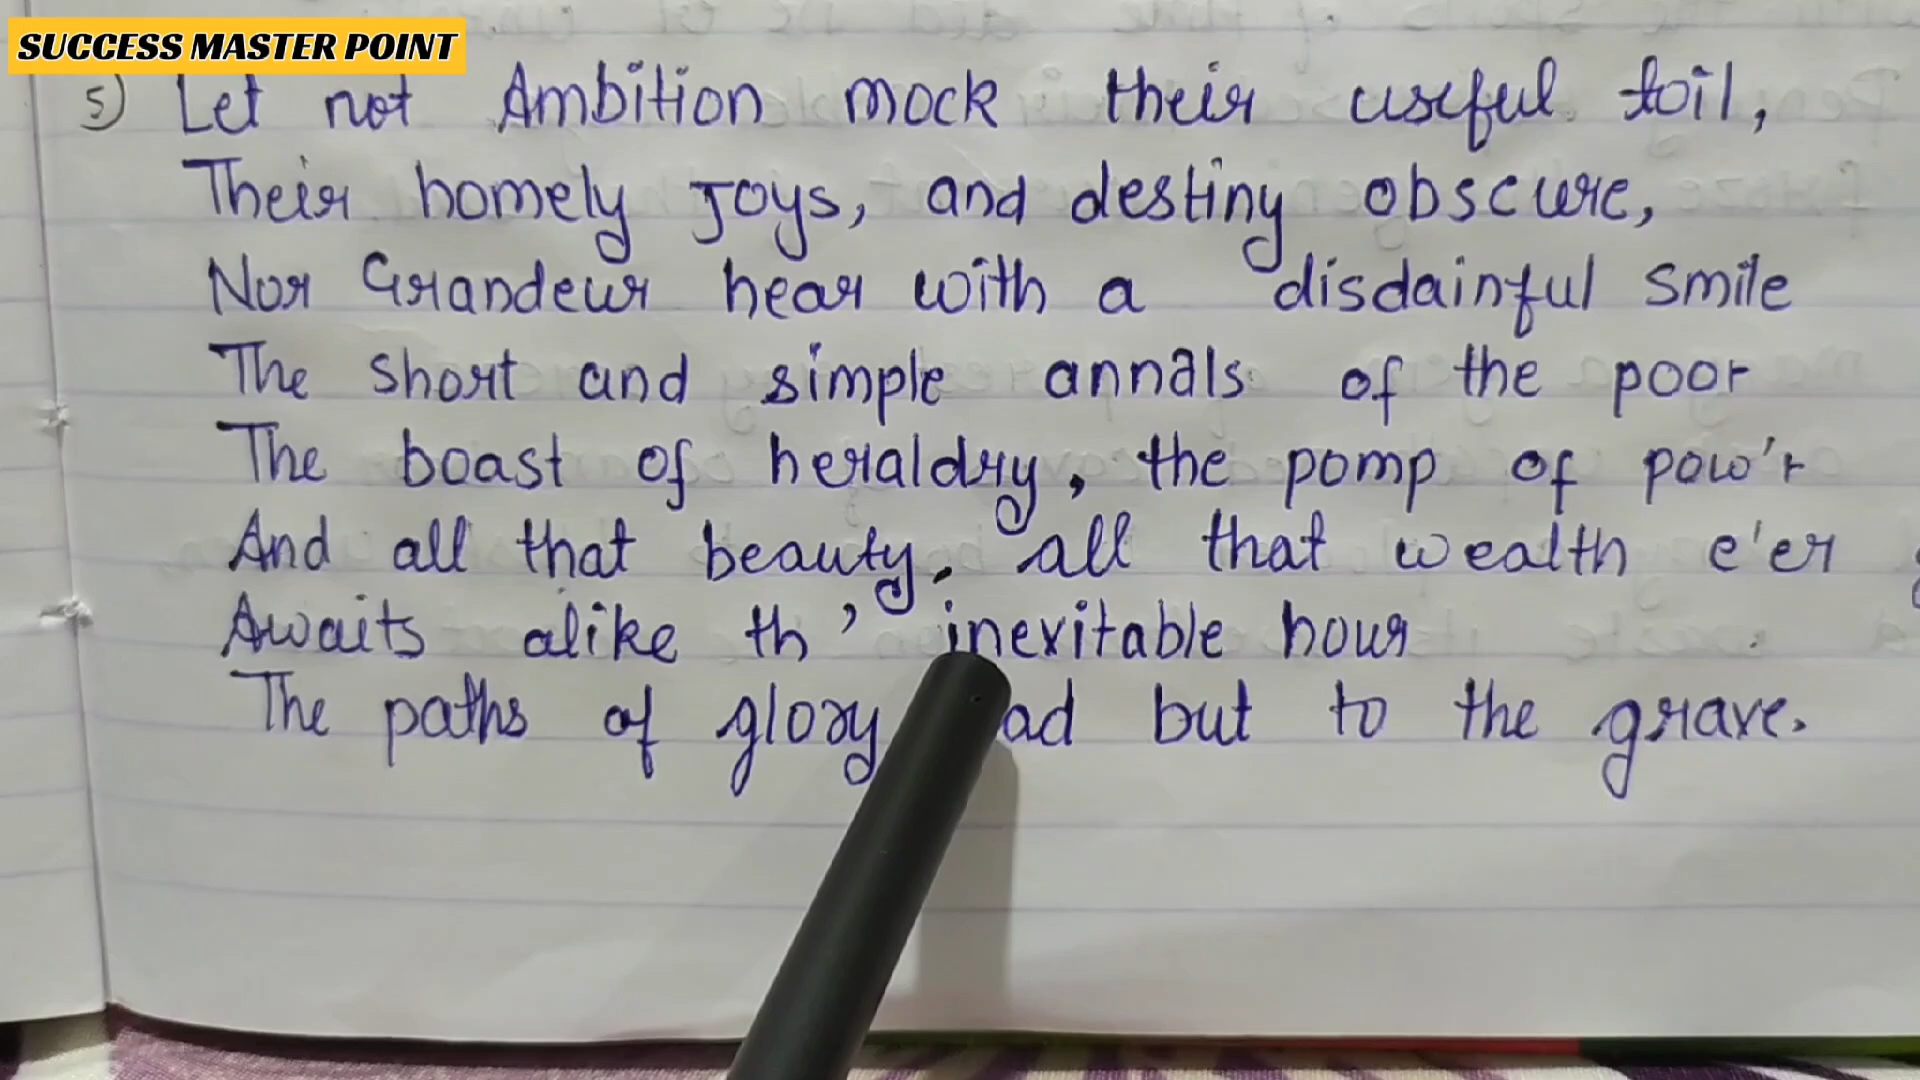 SUCCESS MASTER POINT
5) Let not Ambition mock their useful toil,
Their homely Joys, and destiny obscure,
Nor Grandeur hear with a disdainful smile
The short and simple annals of the poor
The boast of heraldry, the pomp of pow'r
And all that beauty, all that wealth e'er
Awaits alike th' inevitable hour
The paths of glory but to the grave.